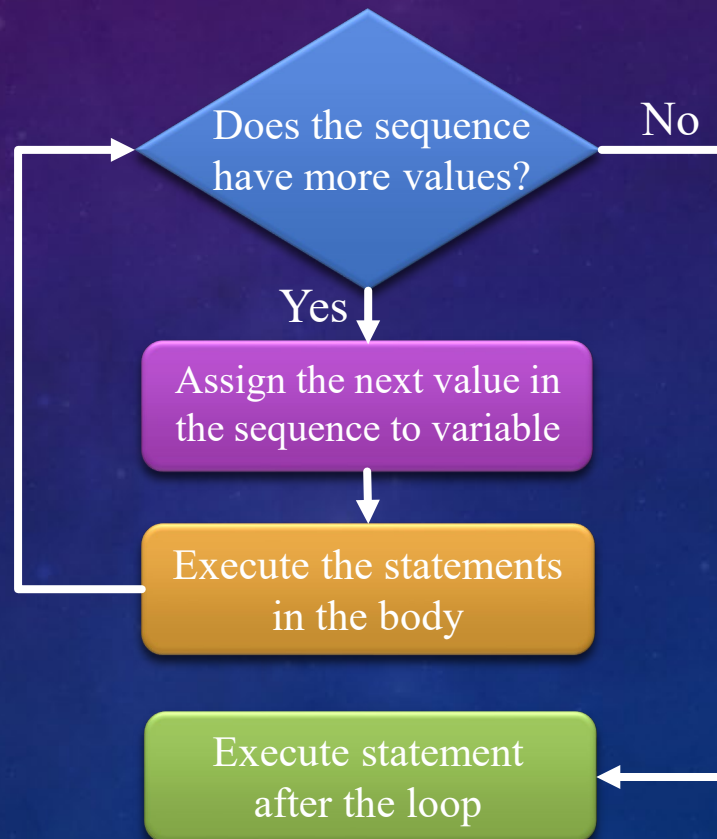 Does the sequence
have more values?
No
Yes
Assign the next value in
the sequence to variable
Execute the statements
in the body
Execute statement
after the loop